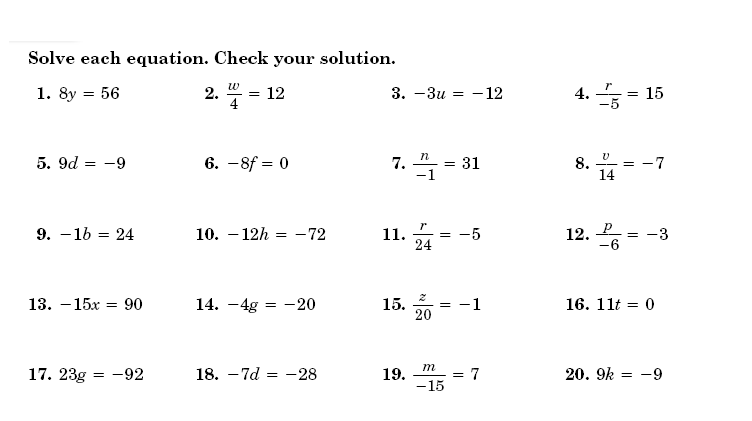 Solve each equation. Check your solution.
1. 8y = 56 2. w/4 = 12 3. −3u = −12 4. r/−5 = 15
5. 9d = −9 6. −8f = 0 7. n/−1 = 31 8. v/14 = −7
9. −1b = 24 10. −12h = −72 11. r/24 = −5 12. p/−6 = −3
13. −15x = 90 14. −4g = −20 15. z/20 = −1 16. 11t = 0
17. 23g = −92 18. −7d = −28 19. m/−15 = 7 20. 9k = −9